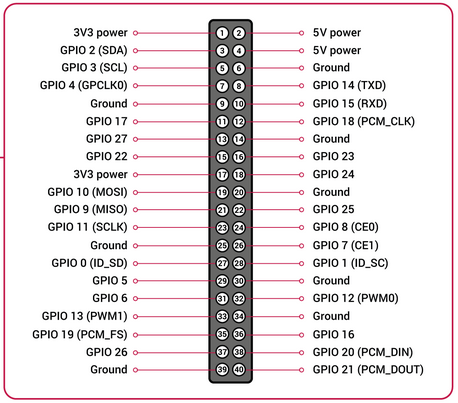 3V3 power 1 2 5V power
GPIO 2 (SDA) 3 4 5V power
GPIO 3 (SCL) 5 6 Ground
GPIO 4 (GPCLK0) 7 8 GPIO 14 (TXD)
Ground 9 10 GPIO 15 (RXD)
GPIO 17 11 12 GPIO 18 (PCM_CLK)
GPIO 27 13 14 Ground
GPIO 22 15 16 GPIO 23
3V3 power 17 18 GPIO 24
GPIO 10 (MOSI) 19 20 Ground
GPIO 9 (MISO) 21 22 GPIO 25
GPIO 11 (SCLK) 23 24 GPIO 8 (CE0)
Ground 25 26 GPIO 7 (CE1)
GPIO 0 (ID_SD) 27 28 GPIO 1 (ID_SC)
GPIO 5 29 30 Ground
GPIO 6 31 32 GPIO 12 (PWM0)
GPIO 13 (PWM1) 33 34 Ground
GPIO 19 (PCM_FS) 35 36 GPIO 16
GPIO 26 37 38 GPIO 20 (PCM_DIN)
Ground 39 40 GPIO 21 (PCM_DOUT)